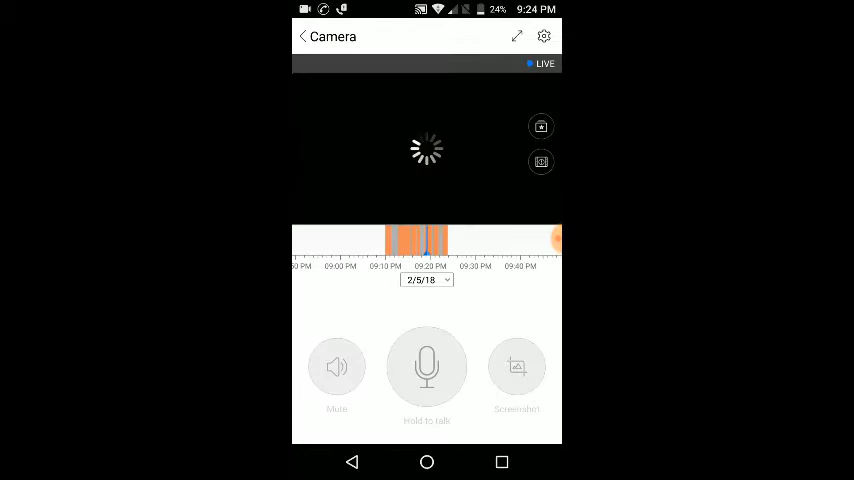 24% 9:24 PM
Camera
LIVE
50 PM 09:00 PM 09:10 PM 09:20 PM 09:30 PM 09:40 PM
2/5/18
Mute
Hold to talk
Screenshot